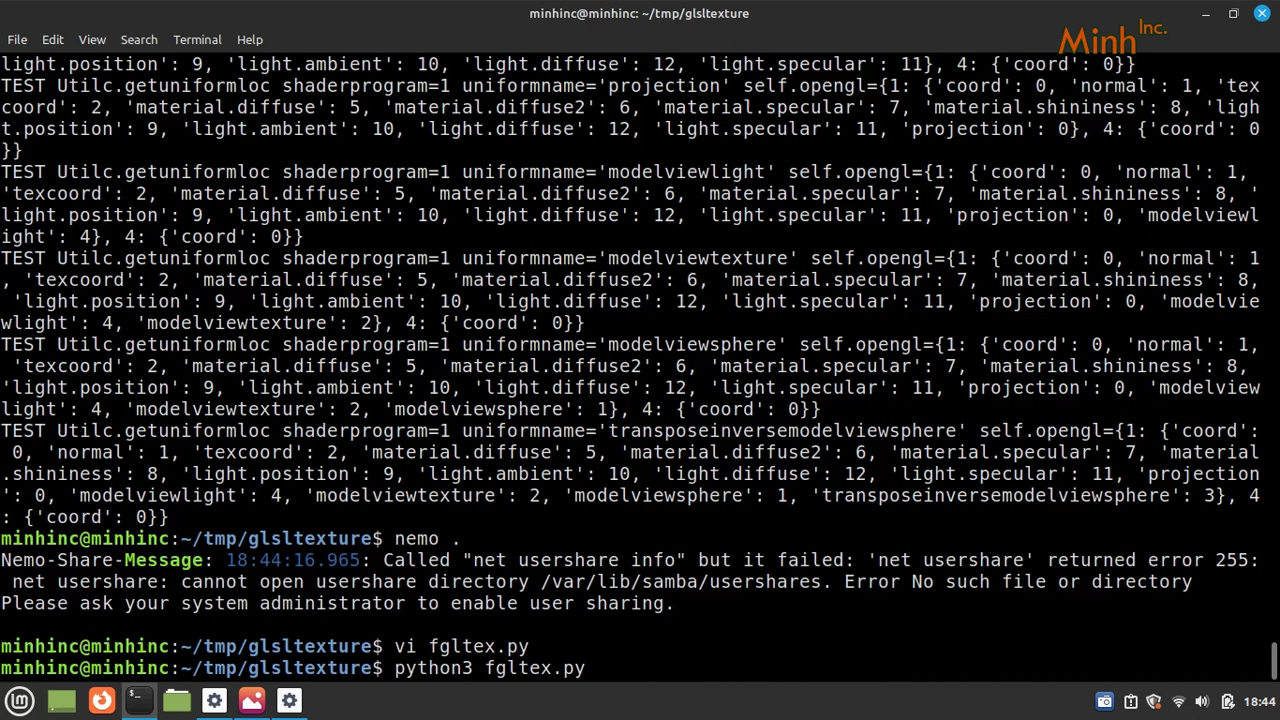 minhinc@minhinc: ~/tmp/glsltexture
File Edit View Search Terminal Help
Minh Inc.
light.position': 9, 'light.ambient': 10, 'light.diffuse': 12, 'light.specular': 11}, 4: {'coord': 0}}
TEST Utilc.getuniformloc shaderprogram=1 uniformname='projection' self.opengl={1: {'coord': 0, 'normal': 1, 'tex
coord': 2, 'material.diffuse': 5, 'material.diffuse2': 6, 'material.specular': 7, 'material.shininess': 8, 'ligh
t.position': 9, 'light.ambient': 10, 'light.diffuse': 12, 'light.specular': 11, 'projection': 0}, 4: {'coord': 0
}}
TEST Utilc.getuniformloc shaderprogram=1 uniformname='modelviewlight' self.opengl={1: {'coord': 0, 'normal': 1,
'texcoord': 2, 'material.diffuse': 5, 'material.diffuse2': 6, 'material.specular': 7, 'material.shininess': 8, '
light.position': 9, 'light.ambient': 10, 'light.diffuse': 12, 'light.specular': 11, 'projection': 0, 'modelviewl
ight': 4}, 4: {'coord': 0}}
TEST Utilc.getuniformloc shaderprogram=1 uniformname='modelviewtexture' self.opengl={1: {'coord': 0, 'normal': 1
, 'texcoord': 2, 'material.diffuse': 5, 'material.diffuse2': 6, 'material.specular': 7, 'material.shininess': 8,
'light.position': 9, 'light.ambient': 10, 'light.diffuse': 12, 'light.specular': 11, 'projection': 0, 'modelvie
wlight': 4, 'modelviewtexture': 2}, 4: {'coord': 0}}
TEST Utilc.getuniformloc shaderprogram=1 uniformname='modelviewsphere' self.opengl={1: {'coord': 0, 'normal': 1,
'texcoord': 2, 'material.diffuse': 5, 'material.diffuse2': 6, 'material.specular': 7, 'material.shininess': 8,
'light.position': 9, 'light.ambient': 10, 'light.diffuse': 12, 'light.specular': 11, 'projection': 0, 'modelview
light': 4, 'modelviewtexture': 2, 'modelviewsphere': 1}, 4: {'coord': 0}}
TEST Utilc.getuniformloc shaderprogram=1 uniformname='transposeinversemodelviewsphere' self.opengl={1: {'coord':
0, 'normal': 1, 'texcoord': 2, 'material.diffuse': 5, 'material.diffuse2': 6, 'material.specular': 7, 'material
.shininess': 8, 'light.position': 9, 'light.ambient': 10, 'light.diffuse': 12, 'light.specular': 11, 'projection
': 0, 'modelviewlight': 4, 'modelviewtexture': 2, 'modelviewsphere': 1, 'transposeinversemodelviewsphere': 3}, 4
: {'coord': 0}}
minhinc@minhinc:~/tmp/glsltexture$ nemo .
Nemo-Share-Message: 18:44:16.965: Called "net usershare info" but it failed: 'net usershare' returned error 255:
net usershare: cannot open usershare directory /var/lib/samba/usershares. Error No such file or directory
Please ask your system administrator to enable user sharing.
minhinc@minhinc:~/tmp/glsltexture$ vi fgltex.py
minhinc@minhinc:~/tmp/glsltexture$ python3 fgltex.py
18:44